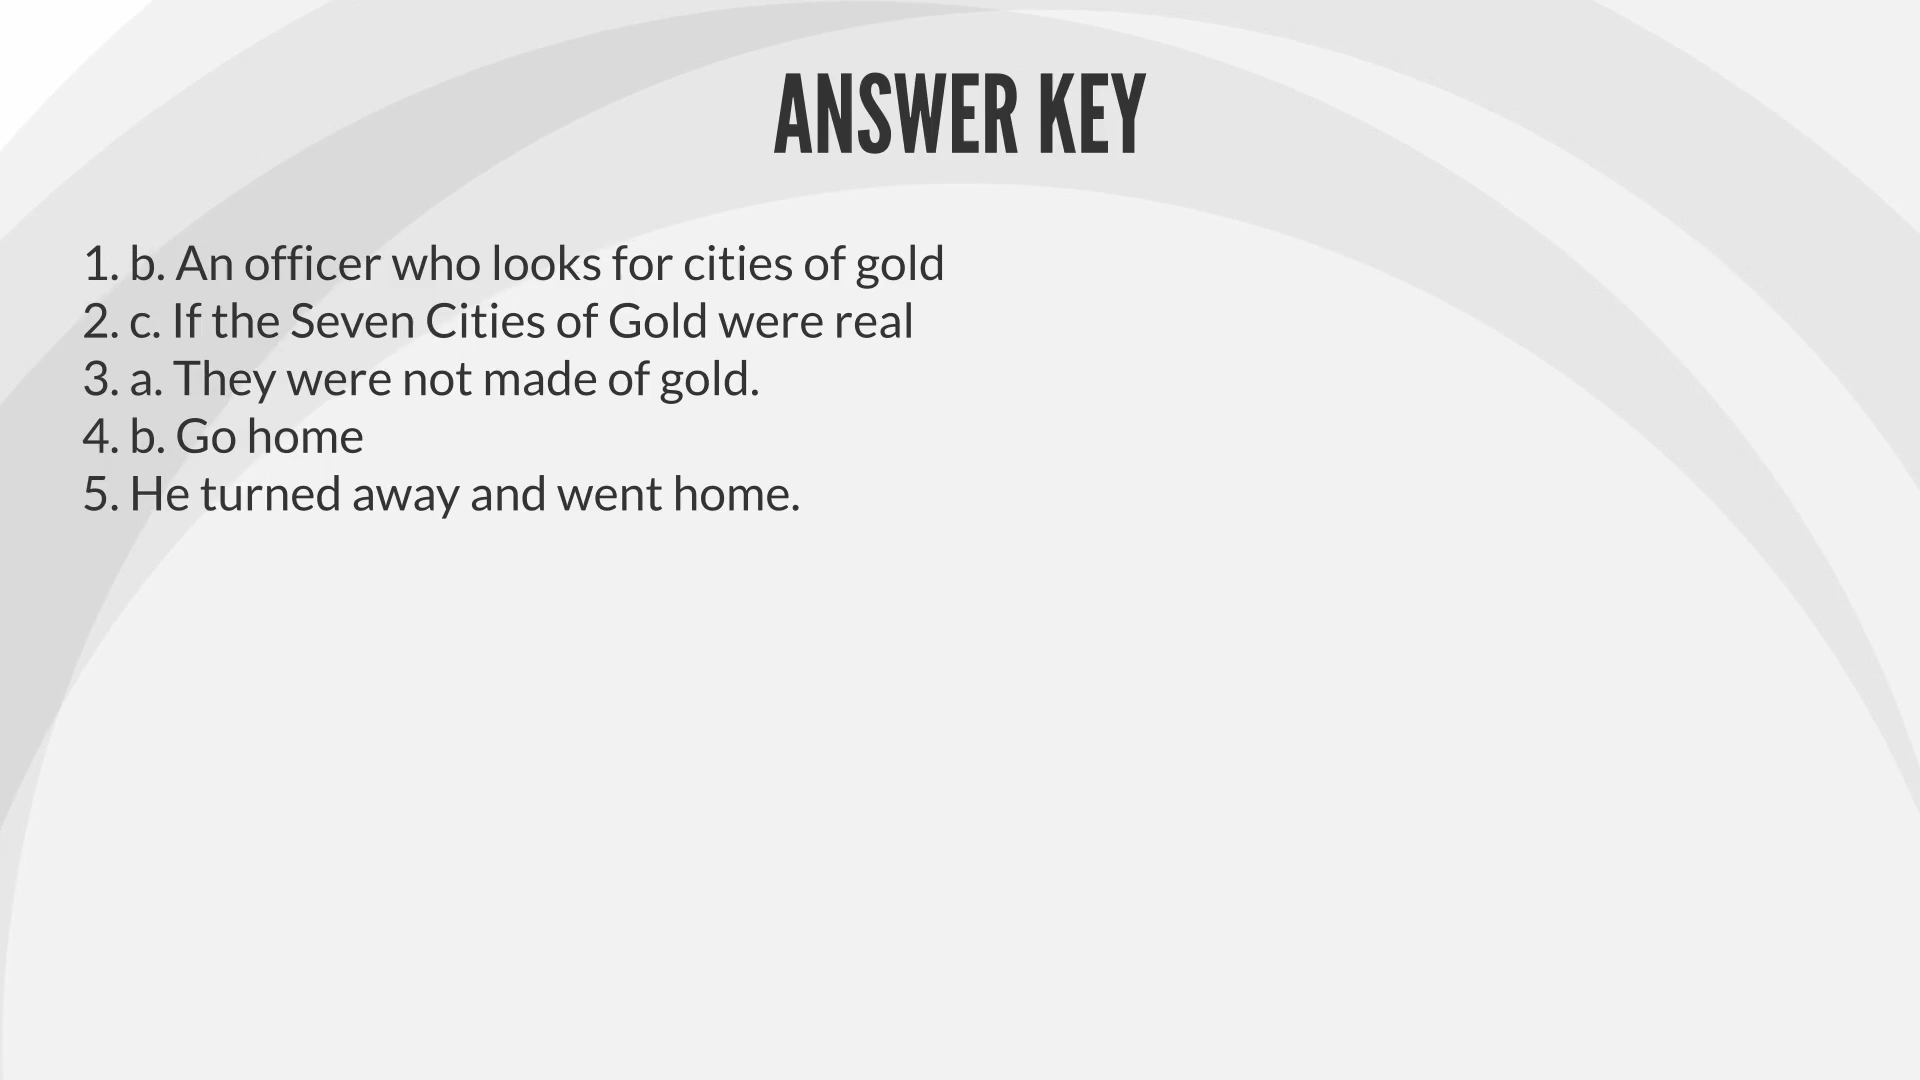 ANSWER KEY
1. b. An officer who looks for cities of gold
2. c. If the Seven Cities of Gold were real
3. a. They were not made of gold.
4. b. Go home
5. He turned away and went home.